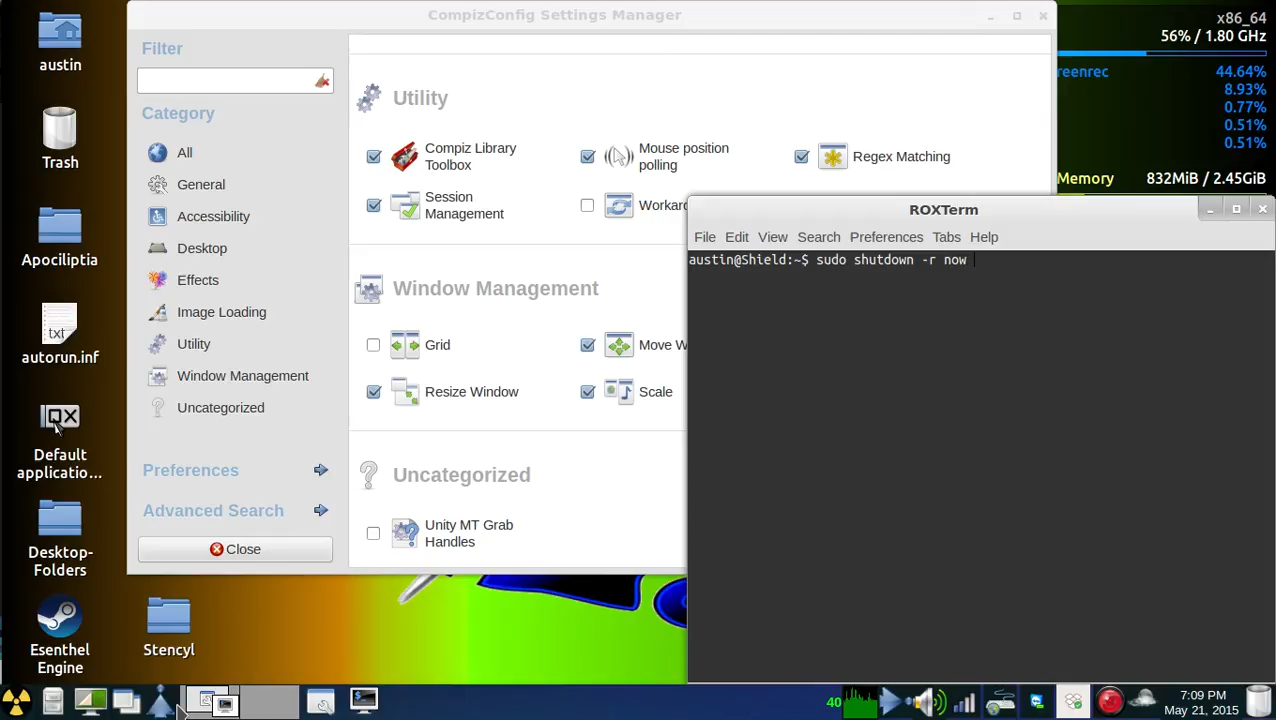 CompizConfig Settings Manager
Filter
Category
All
General
Accessibility
Desktop
Effects
Image Loading
Utility
Window Management
Uncategorized
Preferences
Advanced Search
Close
Utility
Compiz Library
Toolbox
Mouse position
polling
Regex Matching
Session
Management
Window Management
Grid
Resize Window
Scale
Uncategorized
Unity MT Grab
Handles
ROXTerm
File Edit View Search Preferences Tabs Help
austin@Shield:~$ sudo shutdown -r now
x86_64
56% / 1.80 GHz
reenrec 44.64%
8.93%
0.77%
0.51%
0.51%
Memory 832MiB / 2.45GiB
austin
Trash
Apociliptia
txt
autorun.inf
Default
applicatio...
Desktop-
Folders
Esenthel
Engine
Stencyl
40
7:09 PM
May 21, 2015